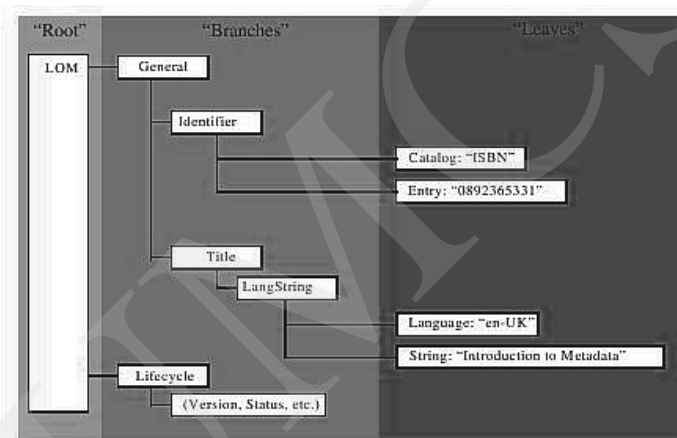 “Root” “Branches” “Leaves”
LOM General
Identifier
Catalog: “ISBN”
Entry: “0892365331”
Title
LangString
Language: “en-UK”
String: “Introduction to Metadata”
Lifecycle
(Version, Status, etc.)